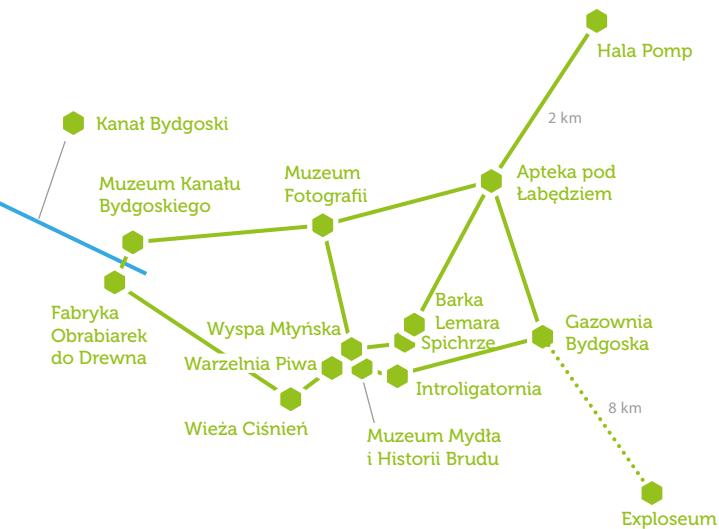 Hala Pomp
2 km
Kanał Bydgoski
Muzeum Kanału
Bydgoskiego
Muzeum
Fotografii
Apteka pod
Łabędziem
Fabryka
Obrabiarek
do Drewna
Wyspa Młyńska
Barka
Lemara
Spichrze
Gazownia
Bydgoska
Warzelnia Piwa
Introligatornia
Wieża Ciśnień
Muzeum Mydła
i Historii Brudu
8 km
Exploseum